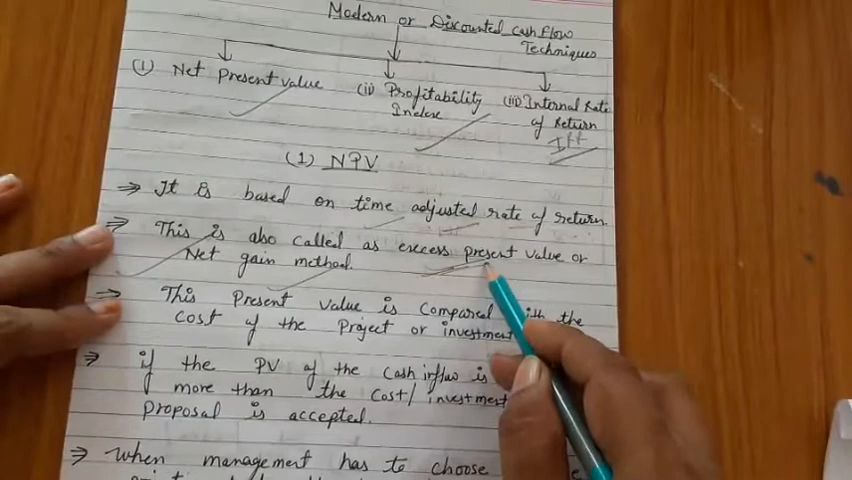 Modern or Discounted cash flow
Techniques
(i) Net present value
(ii) Profitability
Index
(iii) Internal Rate
of Return
(1) NPV
⇒ It is based on time adjusted rate of return
⇒ This is also called as excess present value or
Net gain method.
⇒ This Present value is compared with the
cost of the Project or investment
⇒ if the PV of the cash inflow is
more than the cost/ investment
proposal is accepted.
⇒ When management has to choose